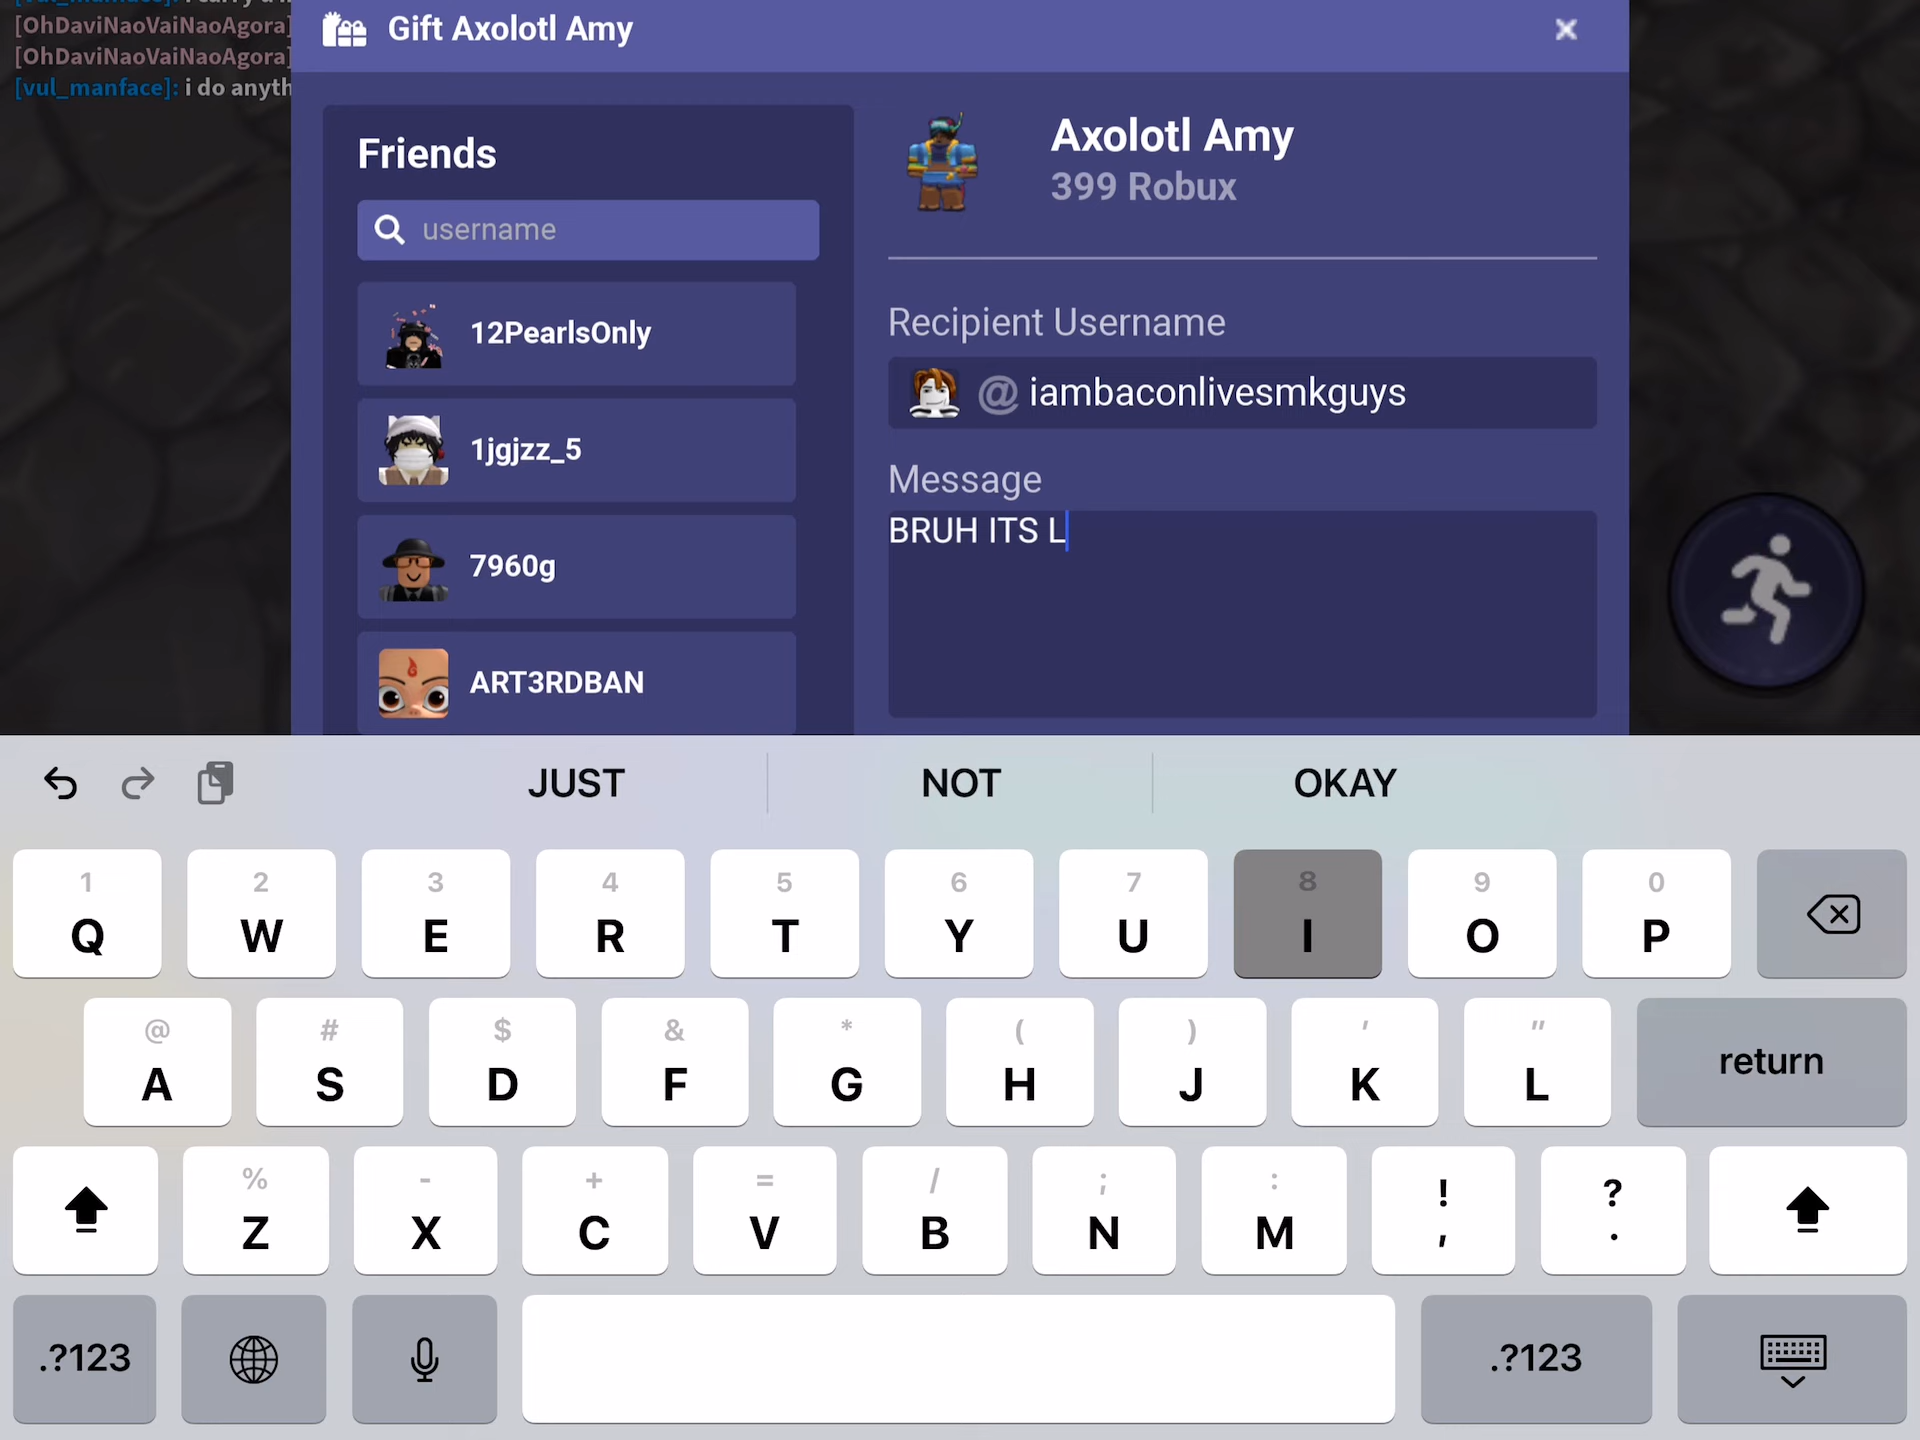 [OhDaviNaoVaiNaoAgora]
[OhDaviNaoVaiNaoAgora]
[vul_manface]: i do anyth
Gift Axolotl Amy
Friends
username
12PearlsOnly
1jgjzz_5
7960g
ART3RDBAN
Axolotl Amy
399 Robux
Recipient Username
@ iambaconlivesmkguys
Message
BRUH ITS L
JUST NOT OKAY
1 2 3 4 5 6 7 8 9 0
Q W E R T Y U I O P
@ # $ & * ( ) ' "
A S D F G H J K L return
% - + = / ; : ! ?
Z X C V B N M , .
.?123 .?123